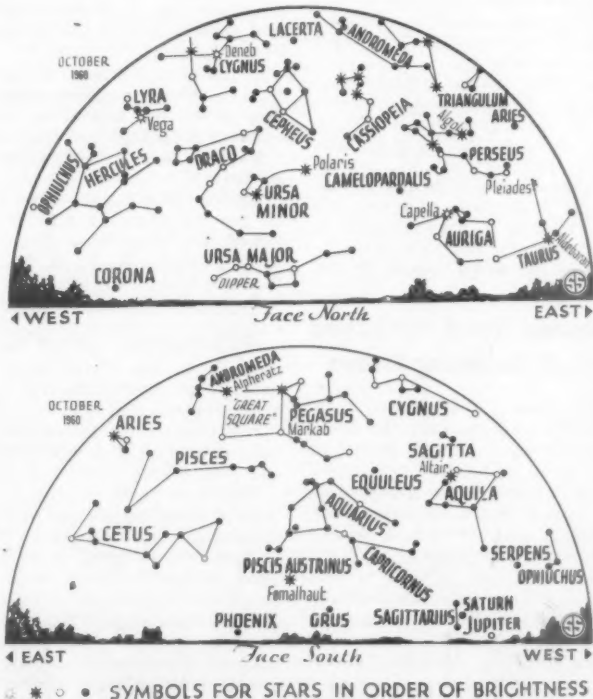 LACERTA
ANDROMEDA
OCTOBER
1960
Deneb
CYGNUS
TRIANGULUM
ARIES
LYRA
Vega
CEPHEUS
CASSIOPEIA
Algol
PERSEUS
OPHIUCHUS
HERCULES
DRACO
Polaris
CAMELOPARDALIS
Pleiades
URSA
MINOR
Capella
AURIGA
Aldebaran
TAURUS
CORONA
URSA MAJOR
DIPPER
SS
◄WEST
Face North
EAST►
ANDROMEDA
Alpheratz
OCTOBER
1960
ARIES
"GREAT
SQUARE"
PEGASUS
Markab
CYGNUS
PISCES
SAGITTA
Altair
EQUULEUS
AQUILA
CETUS
AQUARIUS
CAPRICORNUS
SERPENS
OPHIUCHUS
PISCIS AUSTRINUS
Fomalhaut
PHOENIX
GRUS
SAGITTARIUS
SATURN
Jupiter
SS
◄EAST
Face South
WEST►
SYMBOLS FOR STARS IN ORDER OF BRIGHTNESS